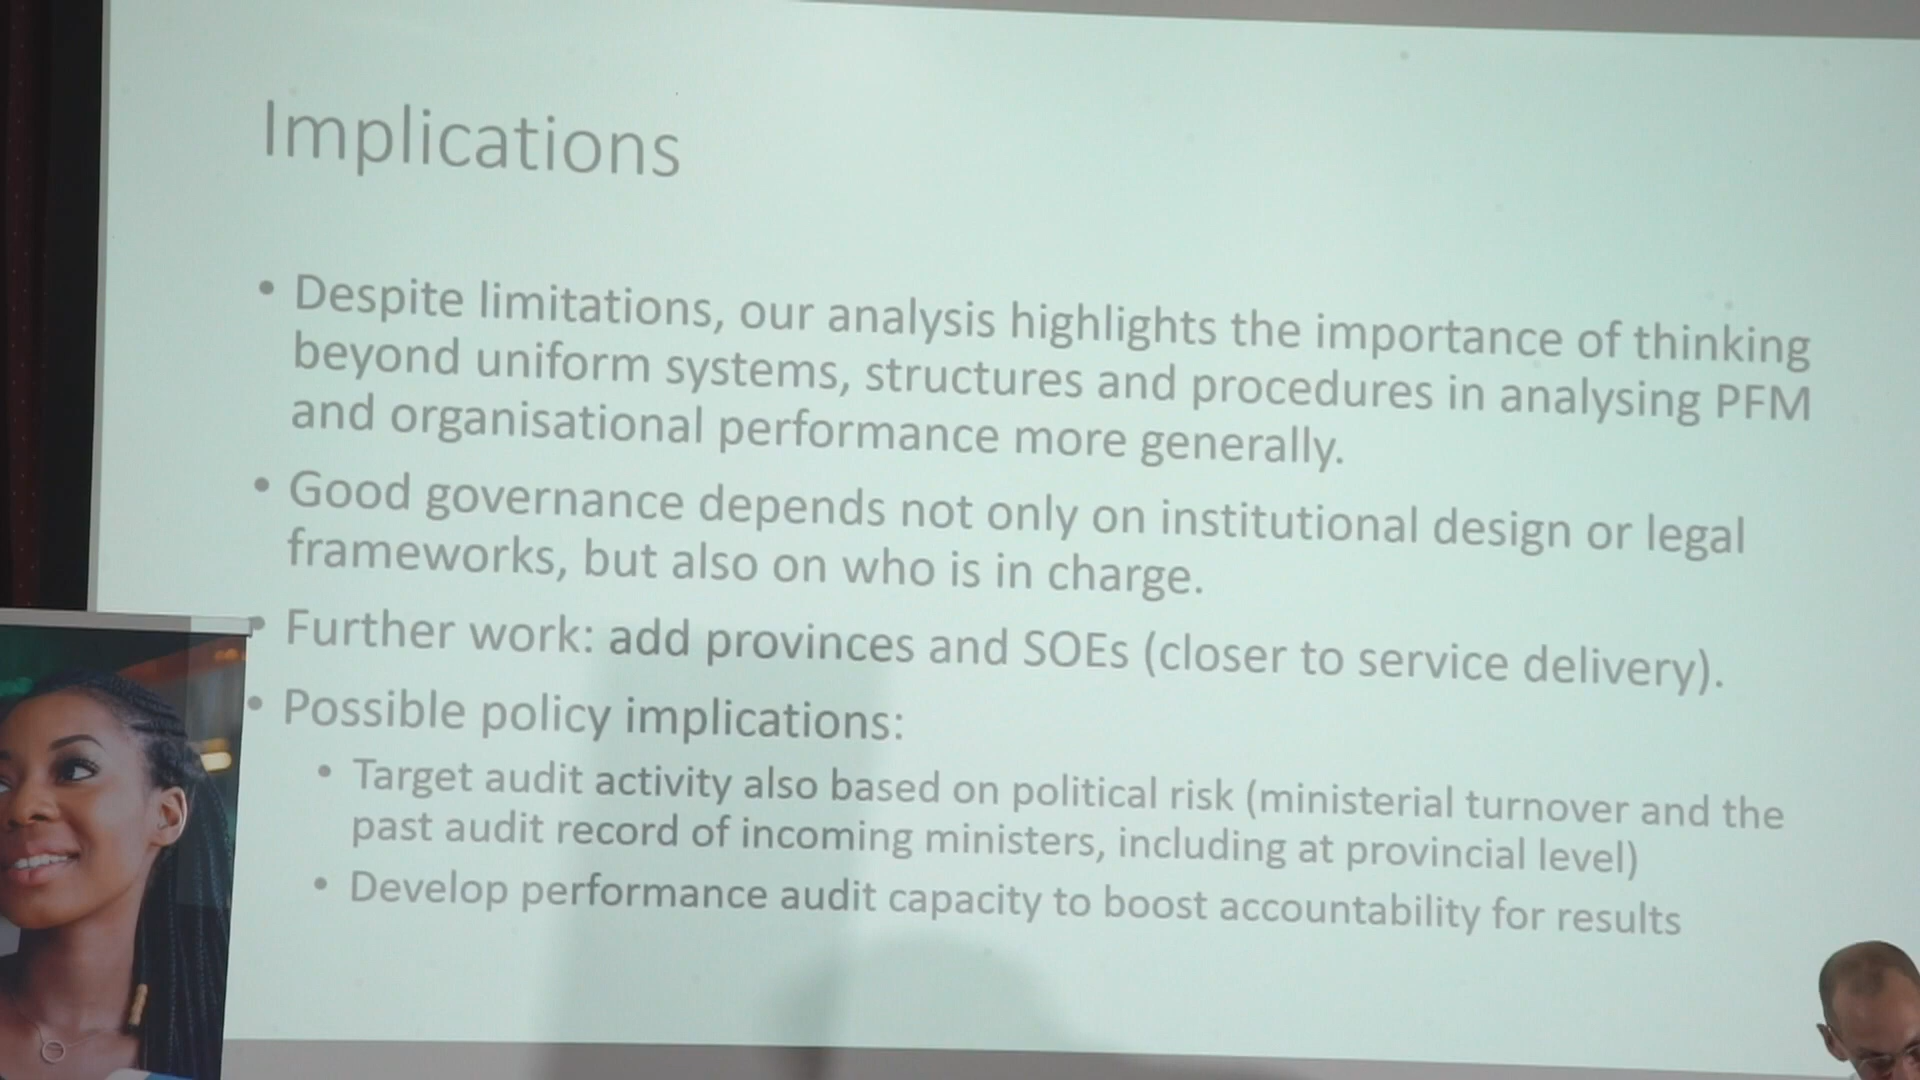 Implications
• Despite limitations, our analysis highlights the importance of thinking
beyond uniform systems, structures and procedures in analysing PFM
and organisational performance more generally.
• Good governance depends not only on institutional design or legal
frameworks, but also on who is in charge.
• Further work: add provinces and SOEs (closer to service delivery).
• Possible policy implications:
• Target audit activity also based on political risk (ministerial turnover and the
past audit record of incoming ministers, including at provincial level)
• Develop performance audit capacity to boost accountability for results